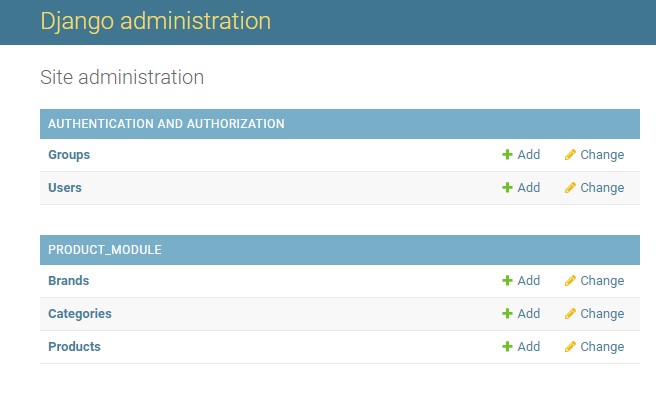 Django administration
Site administration
AUTHENTICATION AND AUTHORIZATION
Groups Add Change
Users Add Change
PRODUCT_MODULE
Brands Add Change
Categories Add Change
Products Add Change